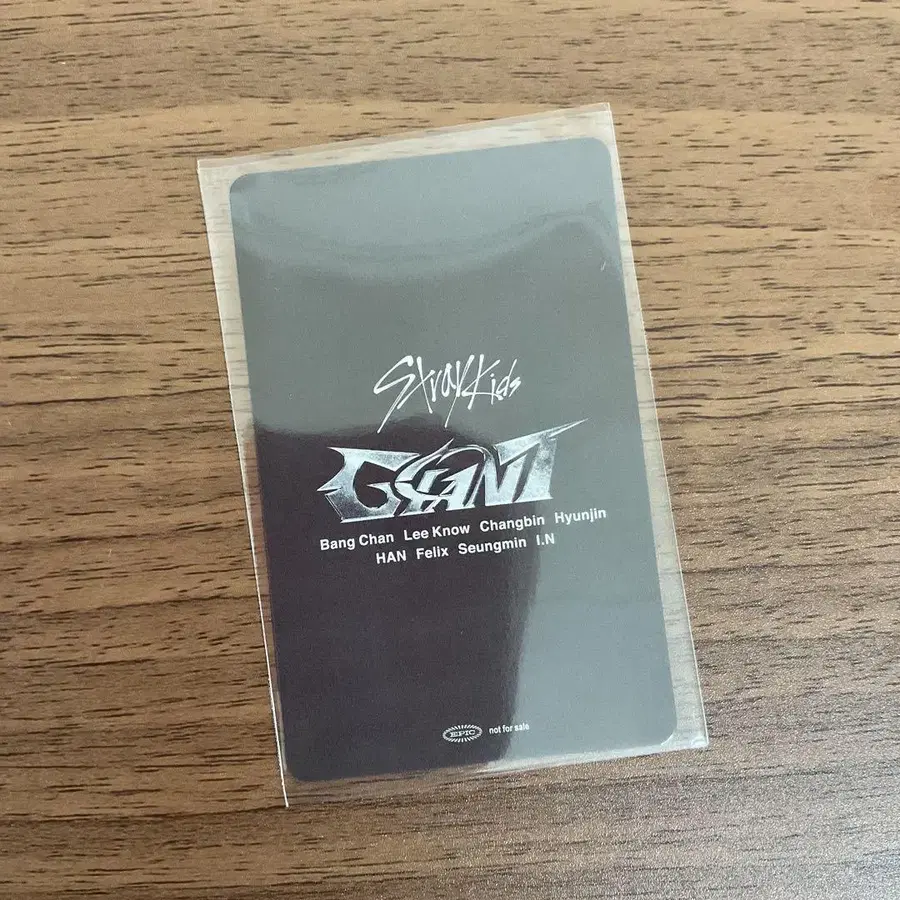 Stray Kids
GIANT
Bang Chan Lee Know Changbin Hyunjin
HAN Felix Seungmin I.N
EPIC not for sale